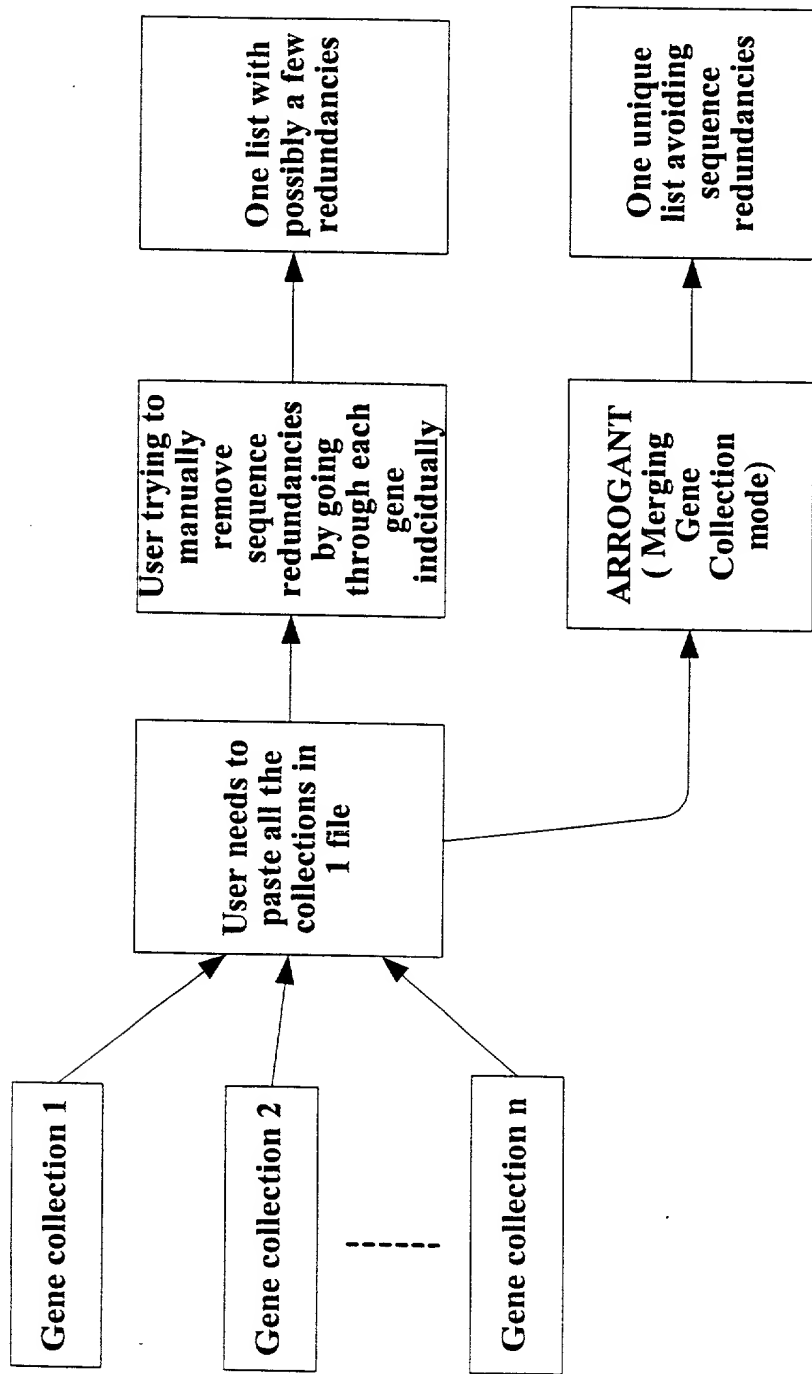 Gene collection 1
Gene collection 2
Gene collection n
User needs to
paste all the
collections in
1 file
User trying to
manually
remove
sequence
redundancies
by going
through each
gene
indcidually
One list with
possibly a few
redundancies
ARROGANT
( Merging
Gene
Collection
mode)
One unique
list avoiding
sequence
redundancies